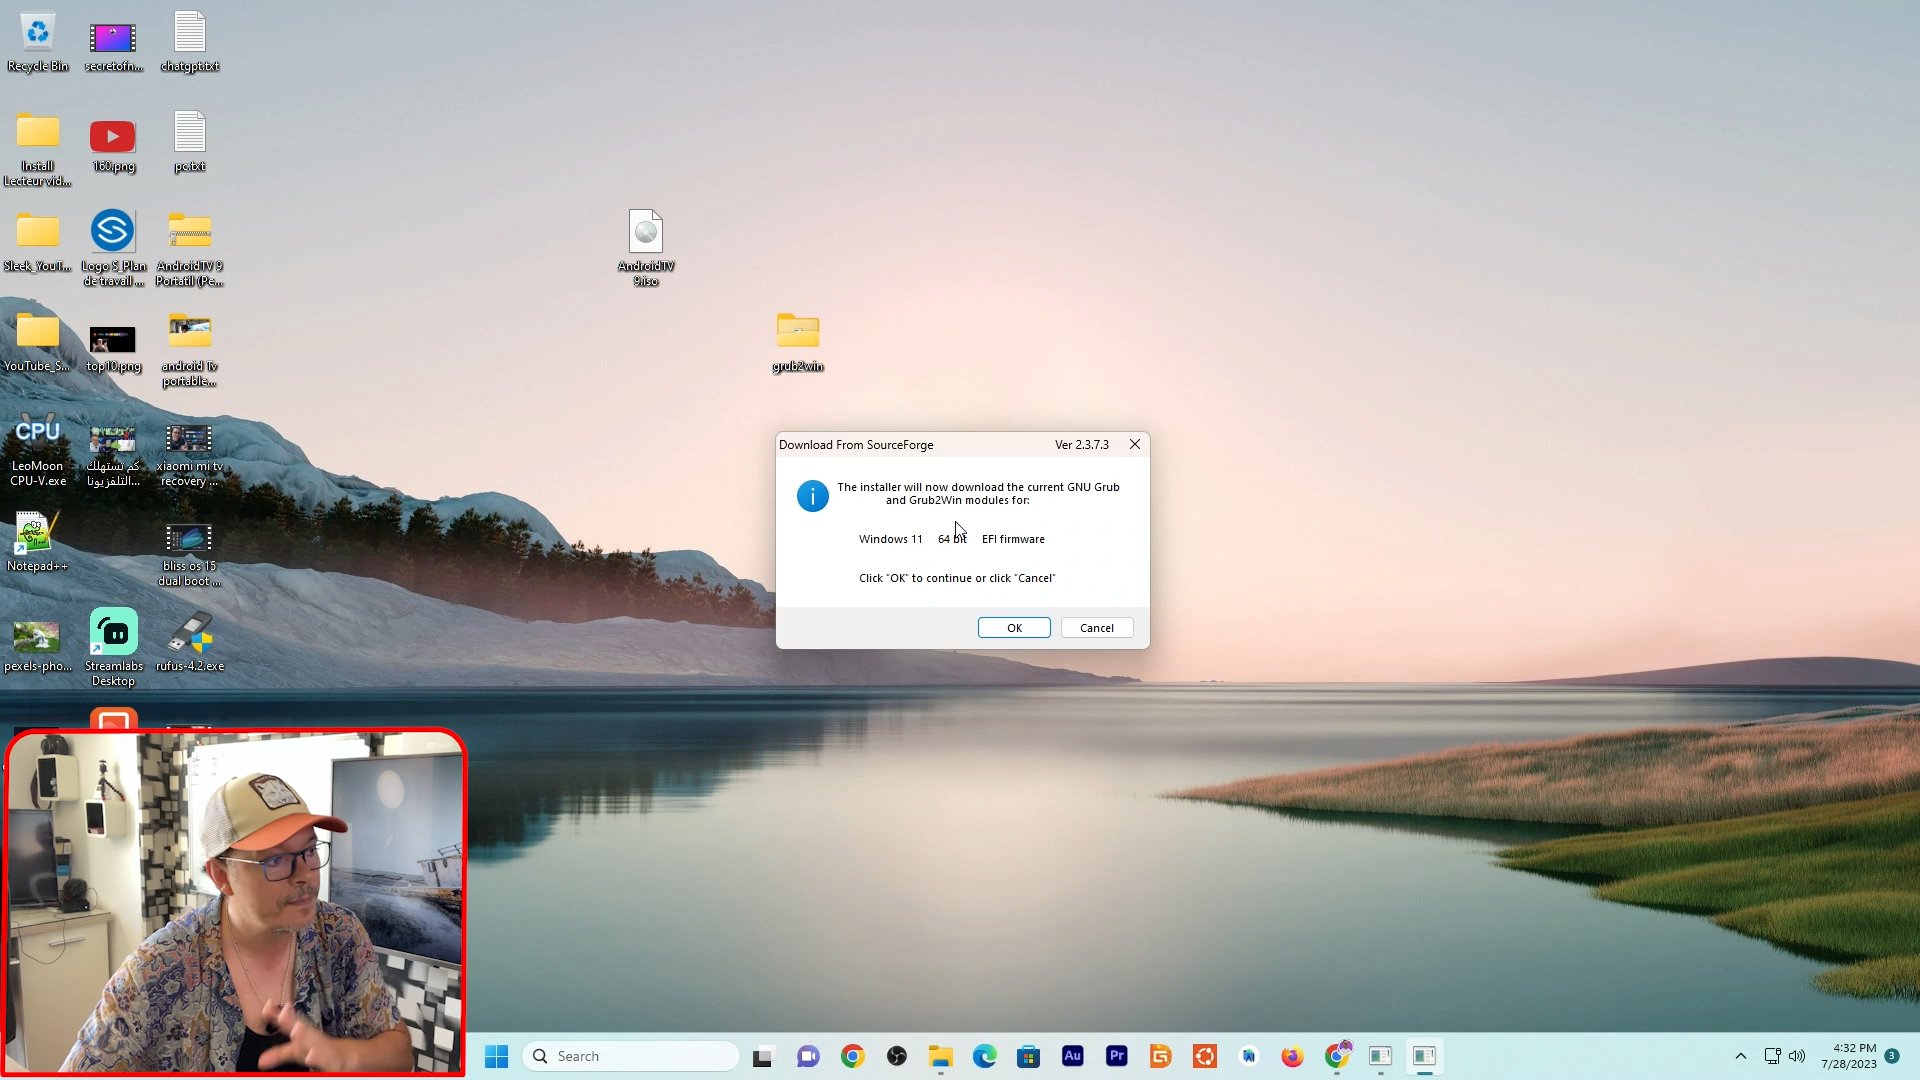 Recycle Bin
secretofn...
chatgpt.txt
Install
Lecteur vid...
160.png
pc.txt
Sleek_YouT...
Logo S_Plan
de travail ...
AndroidTV 9
Portatil (Pe...
AndroidTV
9.iso
YouTube_S...
top10.png
android Tv
portable...
grub2win
CPU
LeoMoon
CPU-V.exe
كم تستهلك
التلفزيونا...
xiaomi mi tv
recovery ...
Notepad++
bliss os 15
dual boot ...
pexels-pho...
Streamlabs
Desktop
rufus-4.2.exe
Download From SourceForge
Ver 2.3.7.3
The installer will now download the current GNU Grub
and Grub2Win modules for:
Windows 11 64 bit EFI firmware
Click "OK" to continue or click "Cancel"
OK
Cancel
Search
Au
Pr
4:32 PM
7/28/2023
3